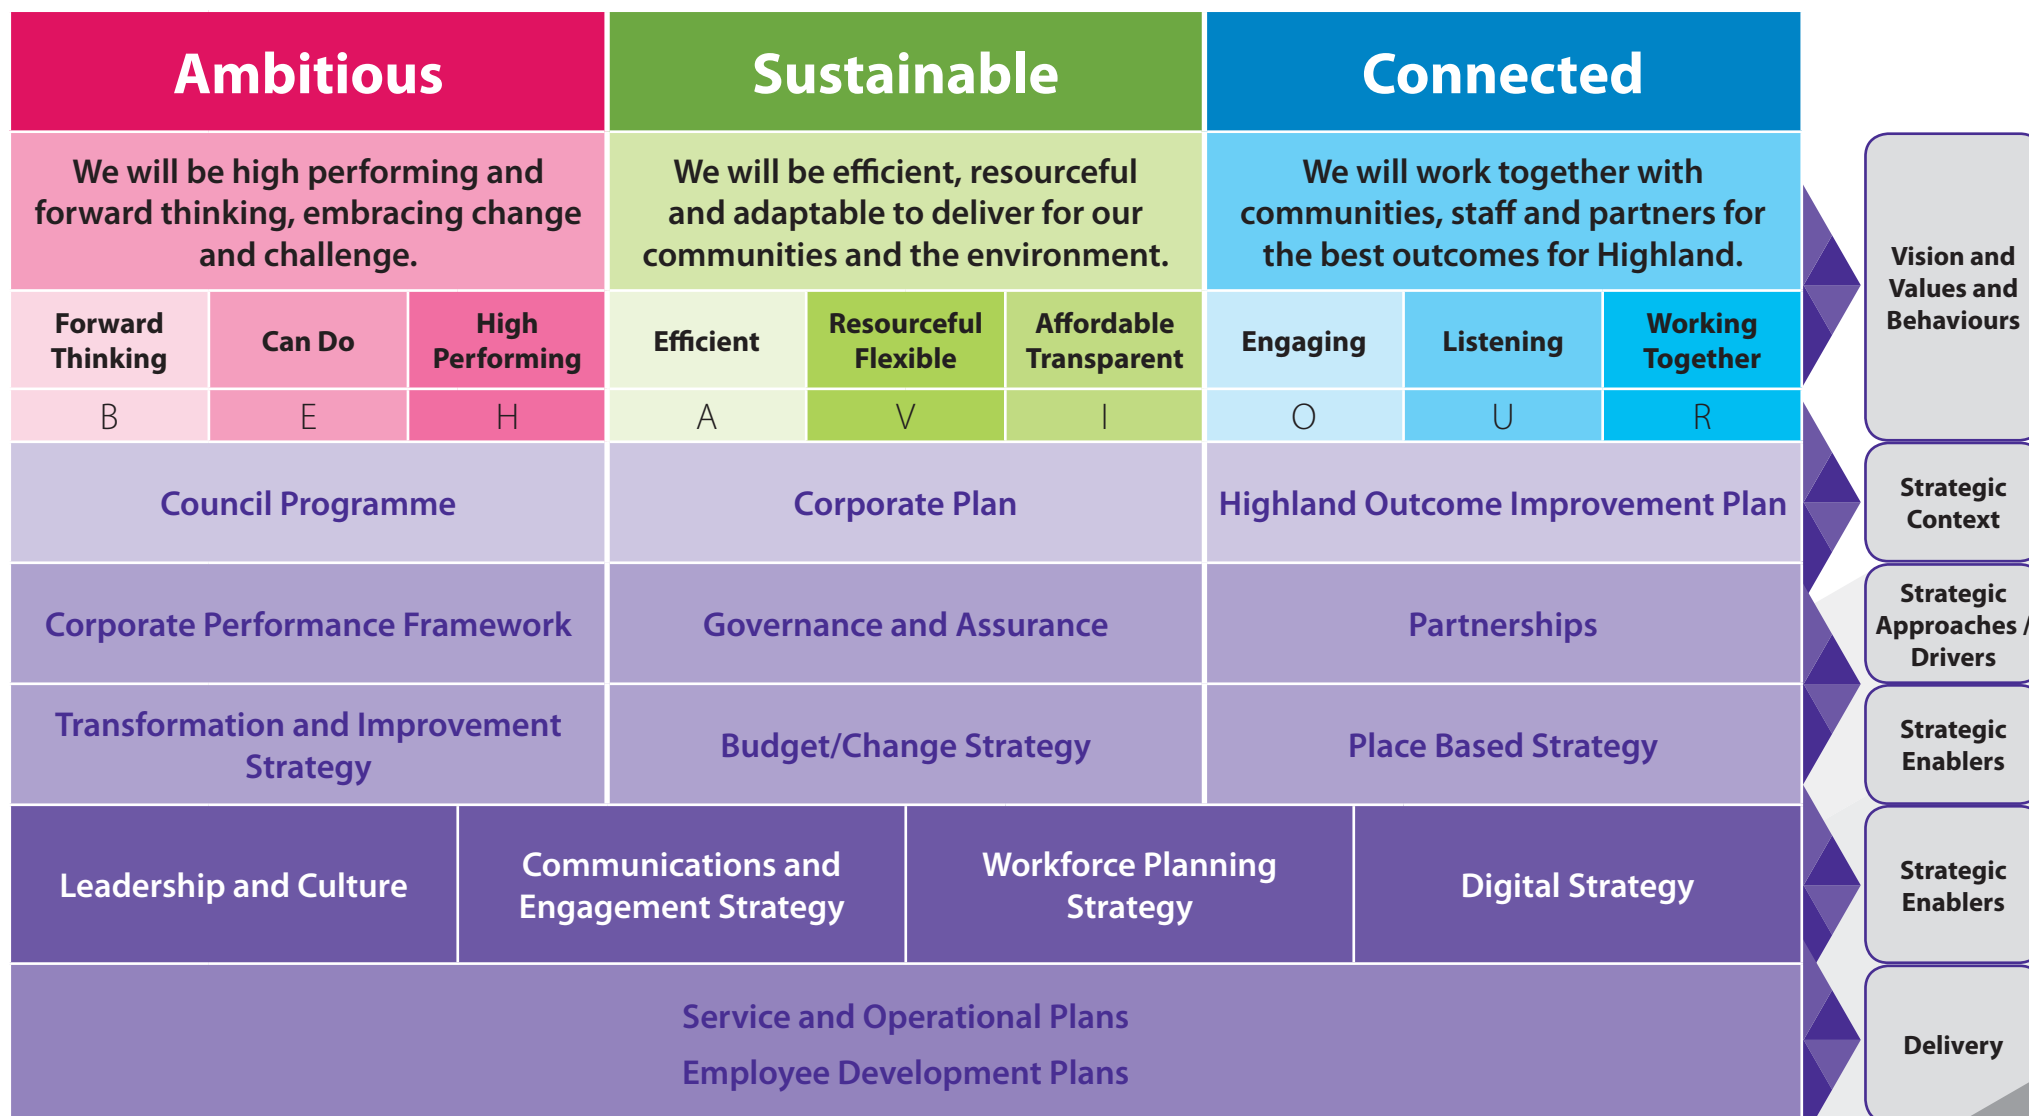 Ambitious
Sustainable
Connected
We will be high performing and
forward thinking, embracing change
and challenge.
We will be efficient, resourceful
and adaptable to deliver for our
communities and the environment.
We will work together with
communities, staff and partners for
the best outcomes for Highland.
Vision and
Values and
Behaviours
Forward
Thinking
Can Do
High
Performing
Efficient
Resourceful
Flexible
Affordable
Transparent
Engaging
Listening
Working
Together
B
E
H
A
V
I
O
U
R
Council Programme
Corporate Plan
Highland Outcome Improvement Plan
Strategic
Context
Corporate Performance Framework
Governance and Assurance
Partnerships
Strategic
Approaches /
Drivers
Transformation and Improvement
Strategy
Budget/Change Strategy
Place Based Strategy
Strategic
Enablers
Leadership and Culture
Communications and
Engagement Strategy
Workforce Planning
Strategy
Digital Strategy
Strategic
Enablers
Service and Operational Plans
Employee Development Plans
Delivery